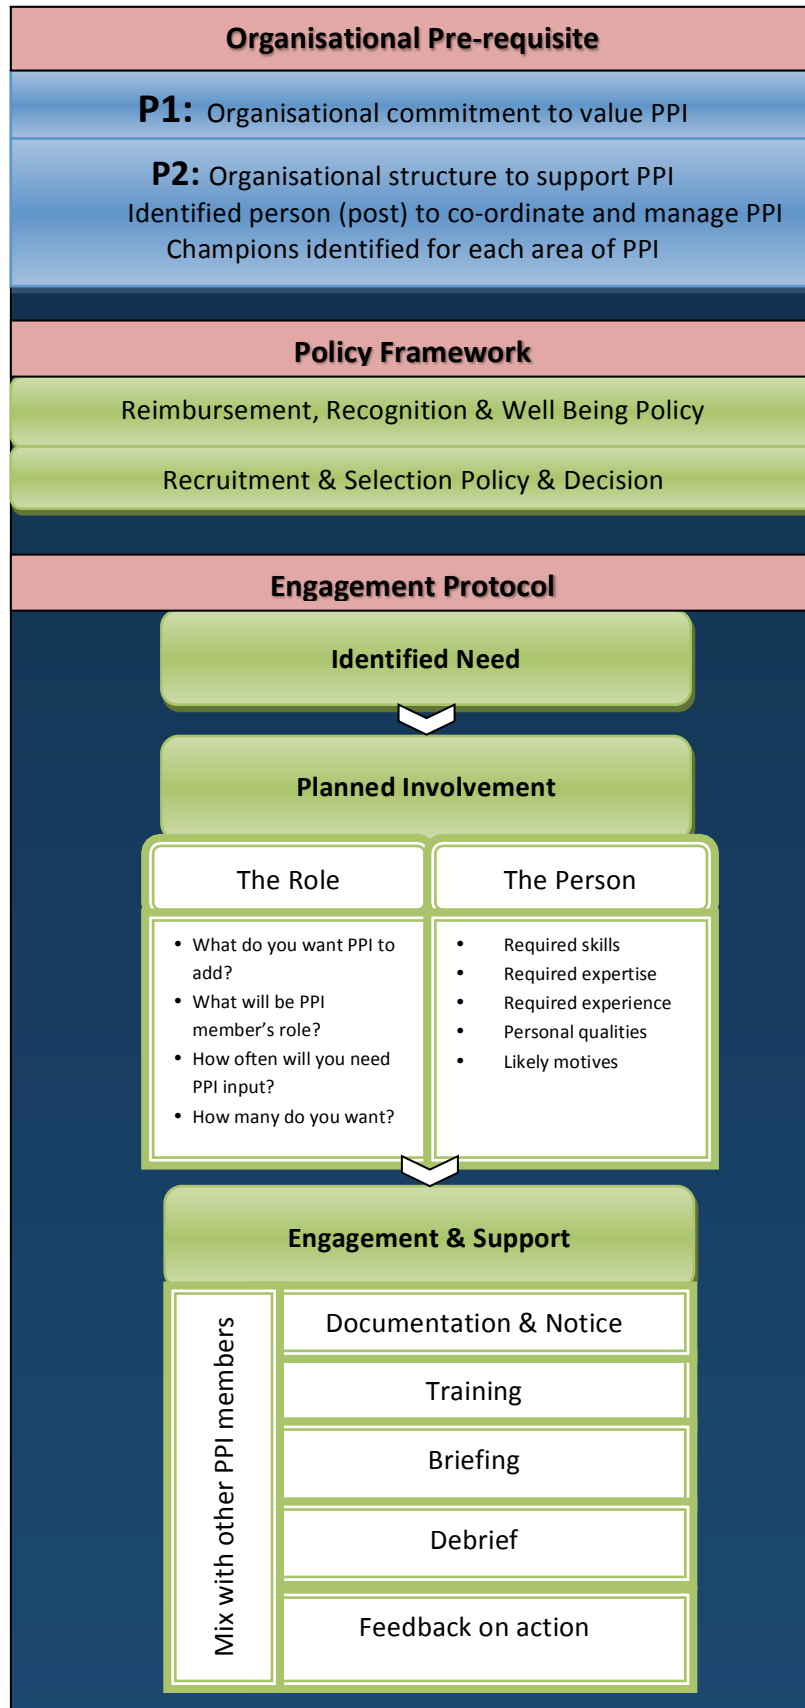 Organisational Pre-requisite
P1: Organisational commitment to value PPI
P2: Organisational structure to support PPI
Identified person (post) to co-ordinate and manage PPI
Champions identified for each area of PPI
Policy Framework
Reimbursement, Recognition & Well Being Policy
Recruitment & Selection Policy & Decision
Engagement Protocol
Identified Need
Planned Involvement
The Role
• What do you want PPI to
add?
• What will be PPI
member's role?
• How often will you need
PPI input?
• How many do you want?
The Person
• Required skills
• Required expertise
• Required experience
• Personal qualities
• Likely motives
Engagement & Support
Mix with other PPI members
Documentation & Notice
Training
Briefing
Debrief
Feedback on action